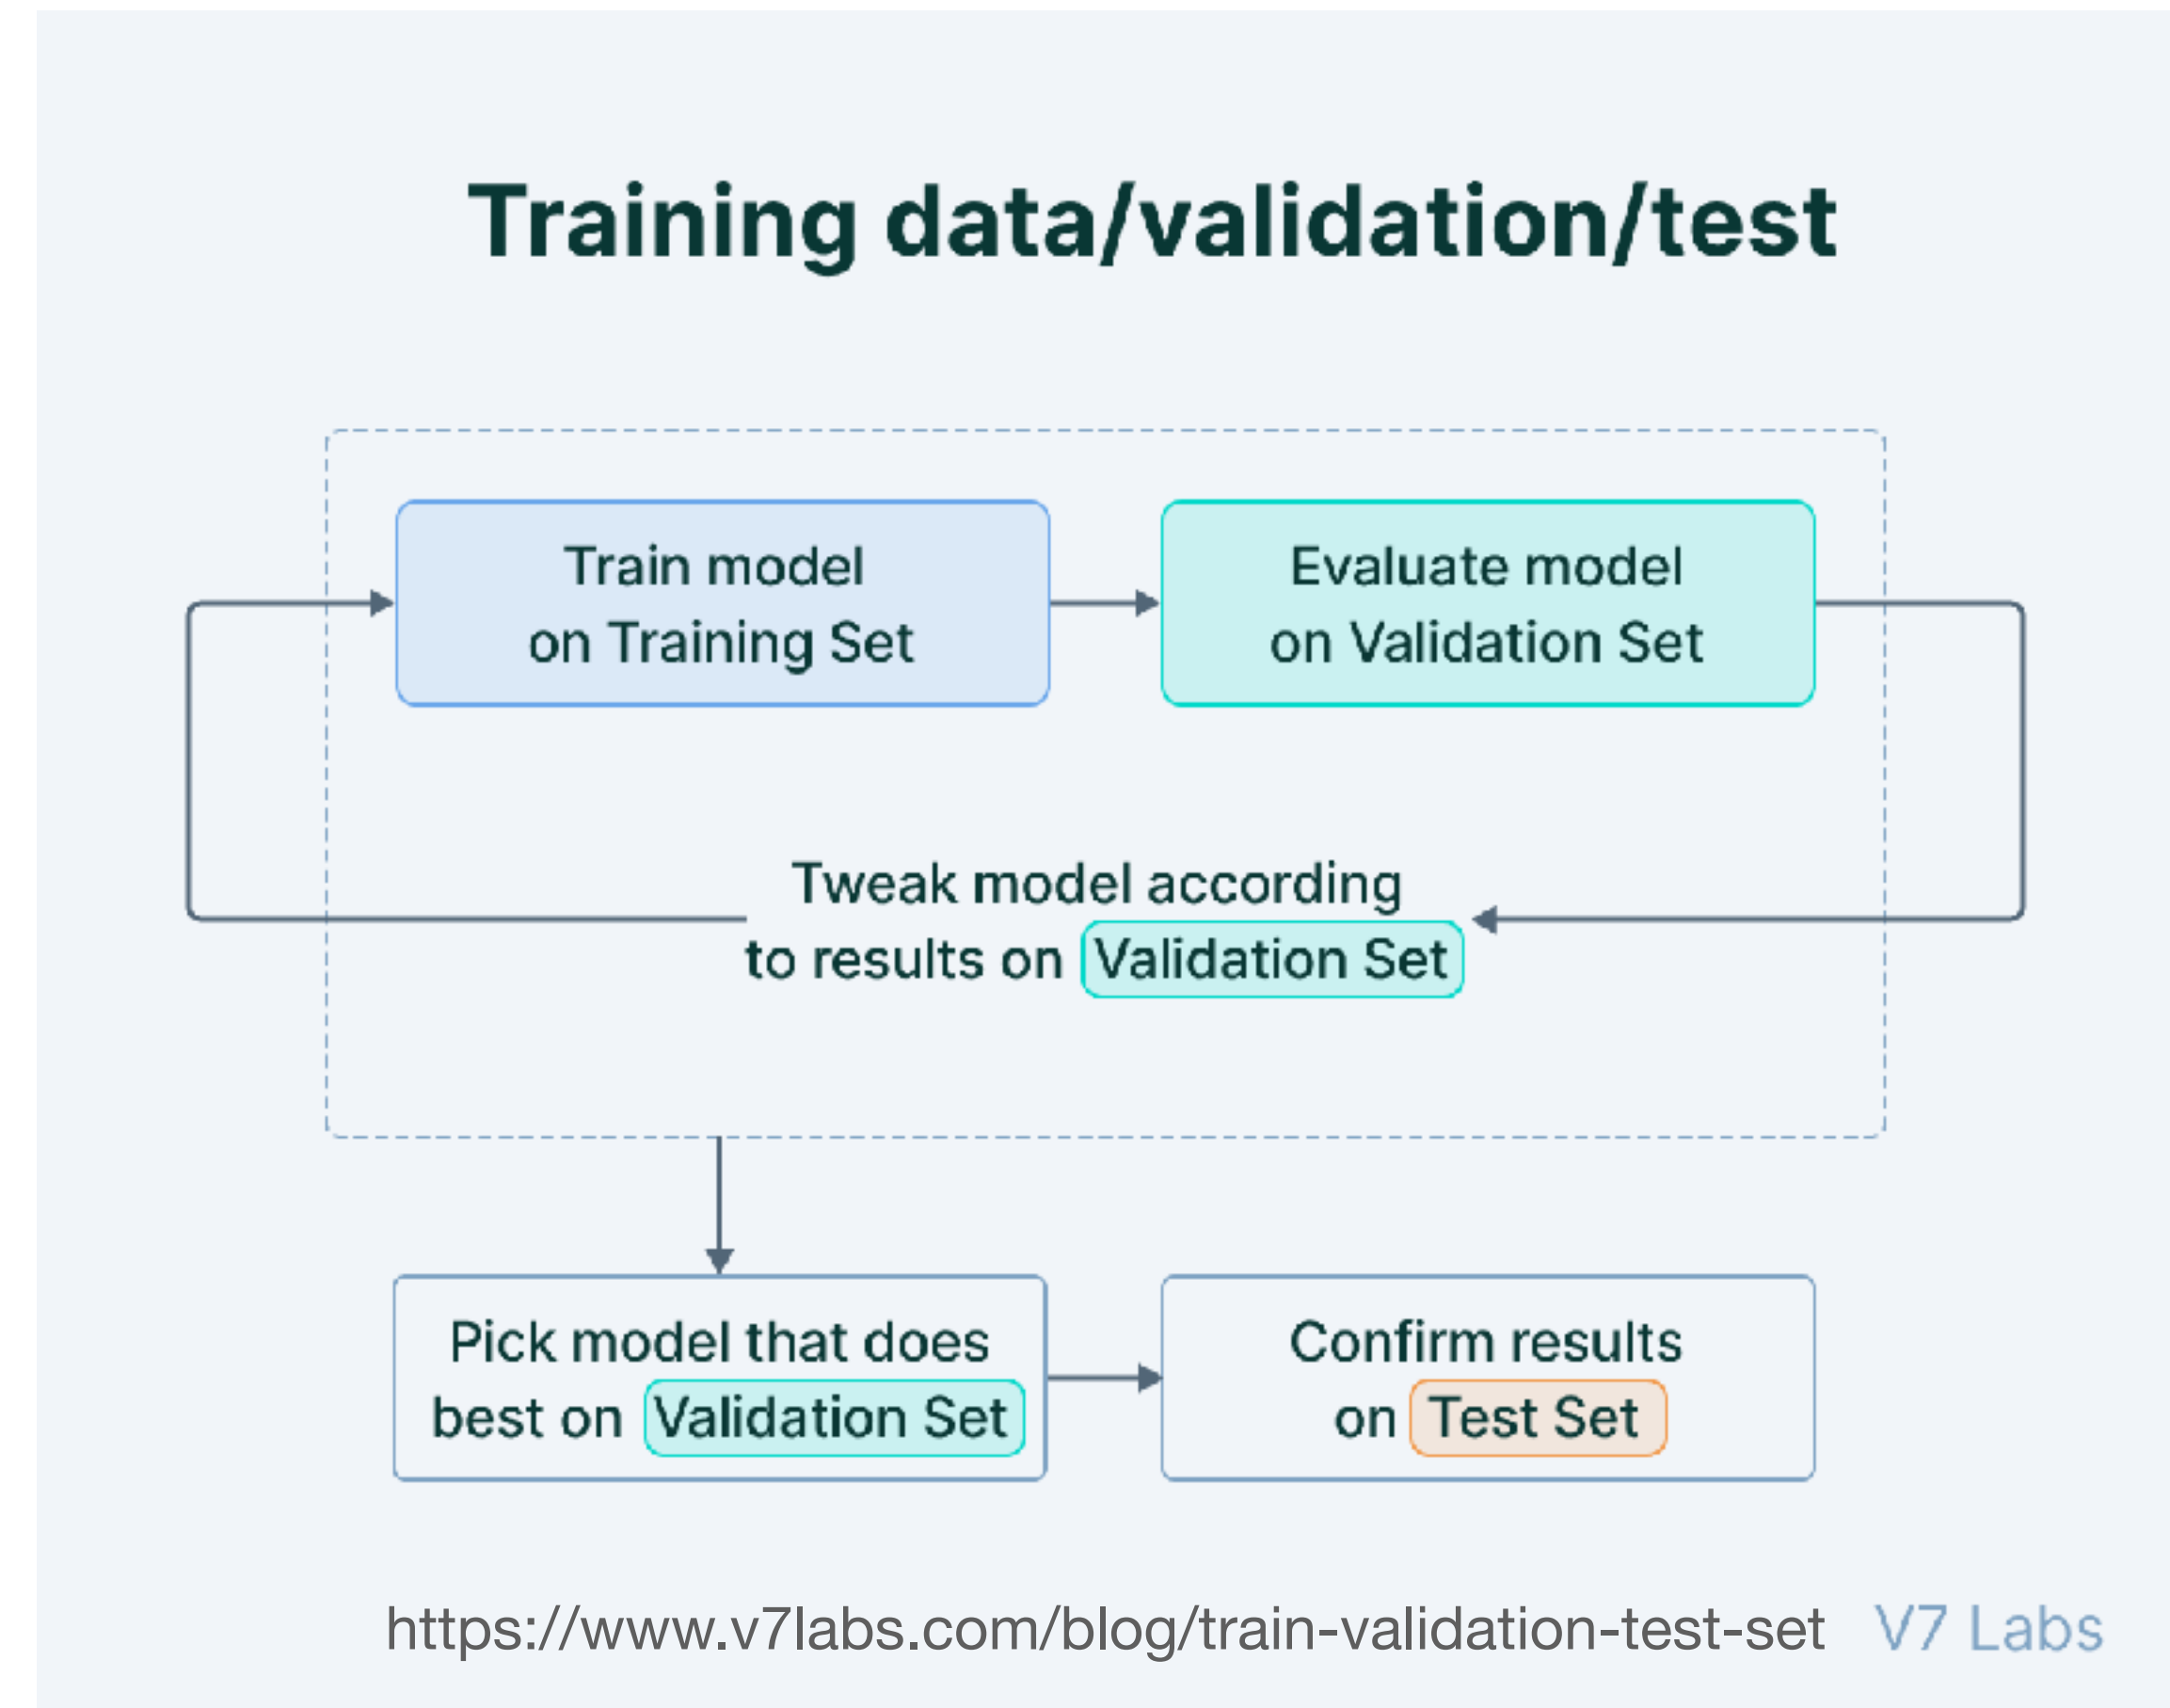 Training data/validation/test
Train model
on Training Set
Evaluate model
on Validation Set
Tweak model according
to results on Validation Set
Pick model that does
best on Validation Set
Confirm results
on Test Set
https://www.v7labs.com/blog/train-validation-test-set
V7 Labs